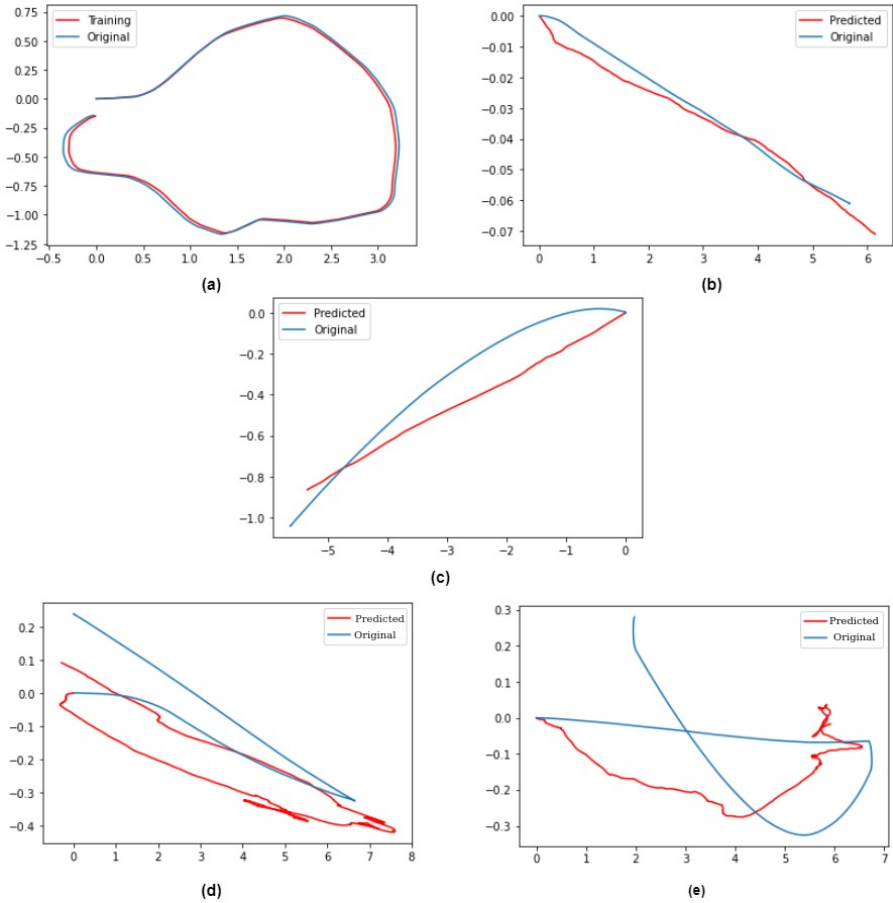 0.75
0.50
0.25
0.00
−0.25
−0.50
−0.75
−1.00
−1.25
−0.5 0.0 0.5 1.0 1.5 2.0 2.5 3.0
Training
Original
(a)
0.00
−0.01
−0.02
−0.03
−0.04
−0.05
−0.06
−0.07
0 1 2 3 4 5 6
Predicted
Original
(b)
0.0
−0.2
−0.4
−0.6
−0.8
−1.0
−5 −4 −3 −2 −1 0
Predicted
Original
(c)
0.2
0.1
0.0
−0.1
−0.2
−0.3
−0.4
0 1 2 3 4 5 6 7 8
Predicted
Original
(d)
0.3
0.2
0.1
0.0
−0.1
−0.2
−0.3
0 1 2 3 4 5 6 7
Predicted
Original
(e)